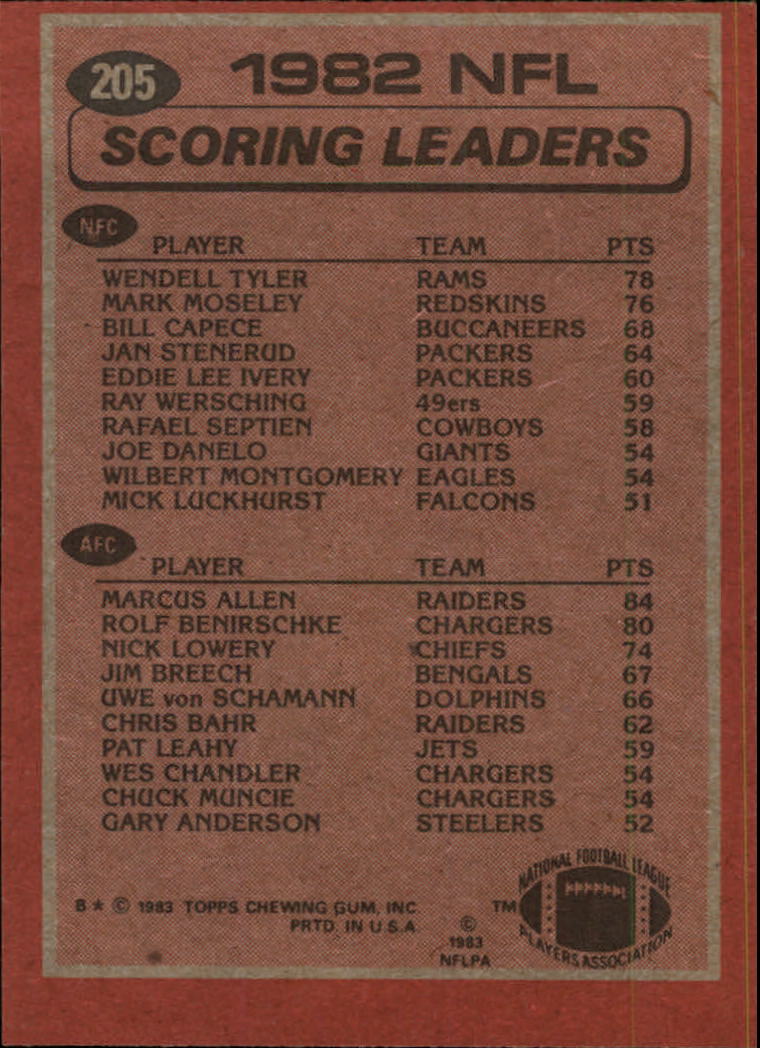 205 1982 NFL
SCORING LEADERS
NFC
PLAYER TEAM PTS
WENDELL TYLER RAMS 78
MARK MOSELEY REDSKINS 76
BILL CAPECE BUCCANEERS 68
JAN STENERUD PACKERS 64
EDDIE LEE IVERY PACKERS 60
RAY WERSCHING 49ers 59
RAFAEL SEPTIEN COWBOYS 58
JOE DANELO GIANTS 54
WILBERT MONTGOMERY EAGLES 54
MICK LUCKHURST FALCONS 51
AFC
PLAYER TEAM PTS
MARCUS ALLEN RAIDERS 84
ROLF BENIRSCHKE CHARGERS 80
NICK LOWERY CHIEFS 74
JIM BREECH BENGALS 67
UWE von SCHAMANN DOLPHINS 66
CHRIS BAHR RAIDERS 62
PAT LEAHY JETS 59
WES CHANDLER CHARGERS 54
CHUCK MUNCIE CHARGERS 54
GARY ANDERSON STEELERS 52
B * © 1983 TOPPS CHEWING GUM, INC.
PRTD. IN U.S.A.
©
1983
NFLPA
TM
NATIONAL FOOTBALL LEAGUE
PLAYERS ASSOCIATION